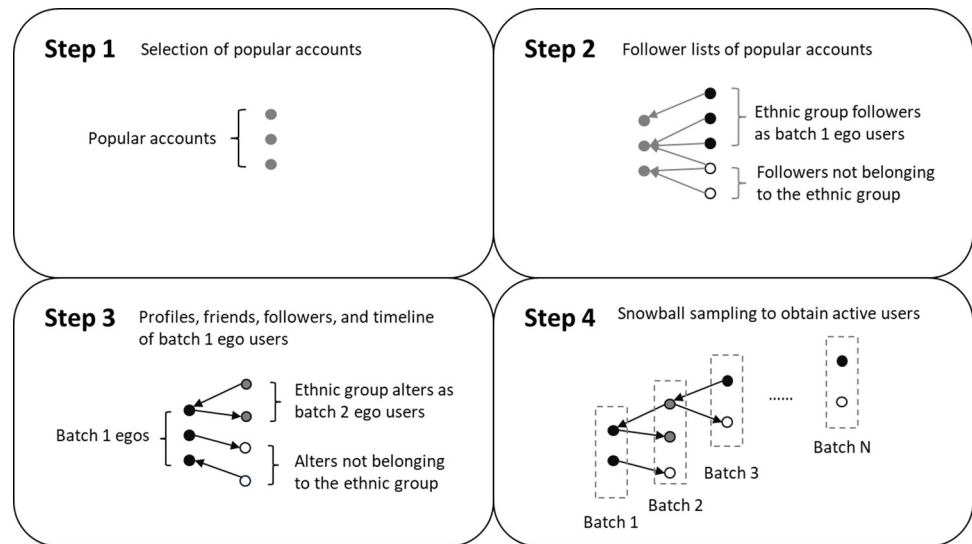 Step 1 Selection of popular accounts
Popular accounts
Step 2 Follower lists of popular accounts
Ethnic group followers
as batch 1 ego users
Followers not belonging
to the ethnic group
Step 3 Profiles, friends, followers, and timeline
of batch 1 ego users
Ethnic group alters as
batch 2 ego users
Batch 1 egos
Alters not belonging
to the ethnic group
Step 4 Snowball sampling to obtain active users
......
Batch N
Batch 3
Batch 2
Batch 1